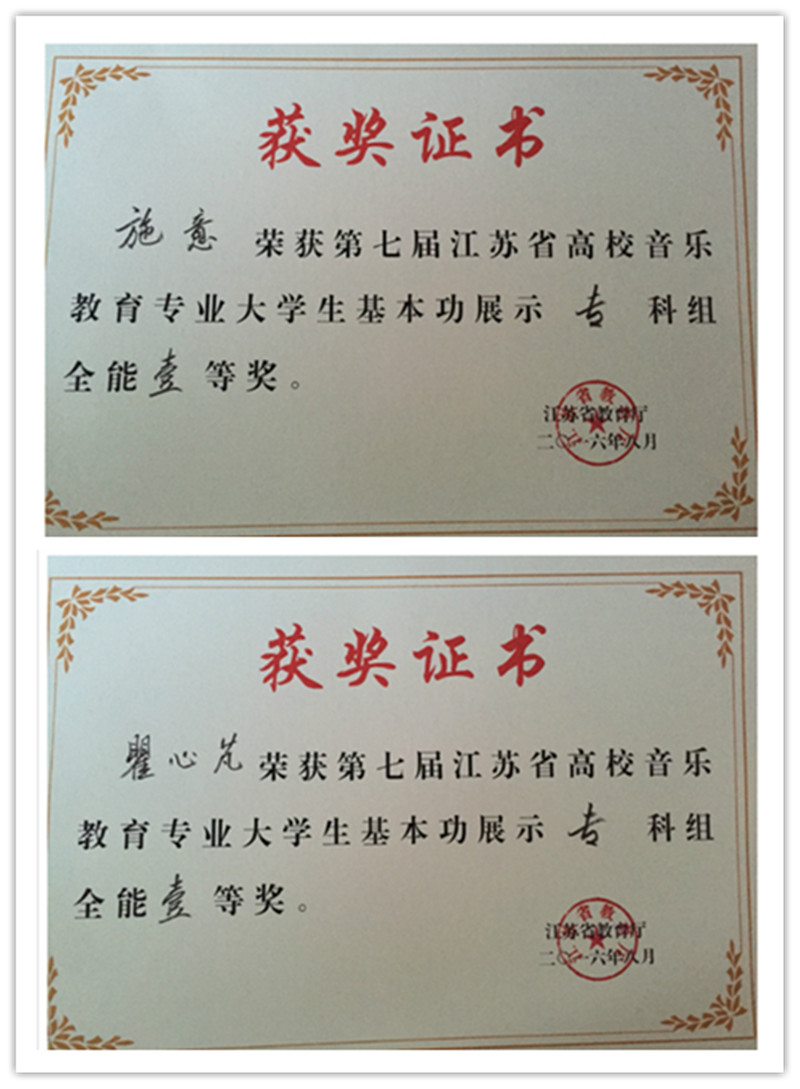 获奖证书
施意 荣获第七届江苏省高校音乐
教育专业大学生基本功展示 专 科组
全能壹等奖。
江苏省教育厅
二〇一六年八月
获奖证书
瞿心芃荣获第七届江苏省高校音乐
教育专业大学生基本功展示 专 科组
全能壹等奖。
江苏省教育厅
二〇一六年八月